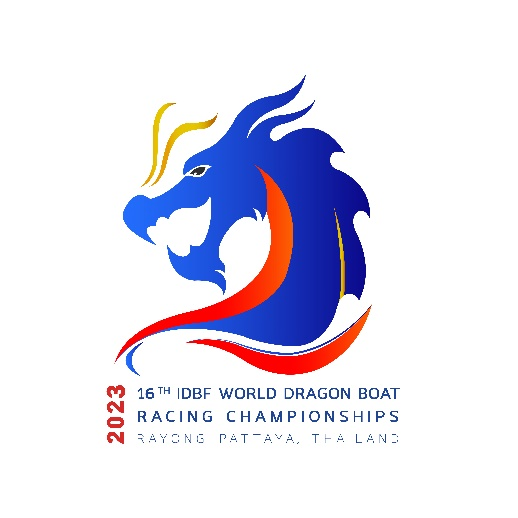 2023
16TH IDBF WORLD DRAGON BOAT
RACING CHAMPIONSHIPS
RAYONG PATTAYA, THAILAND